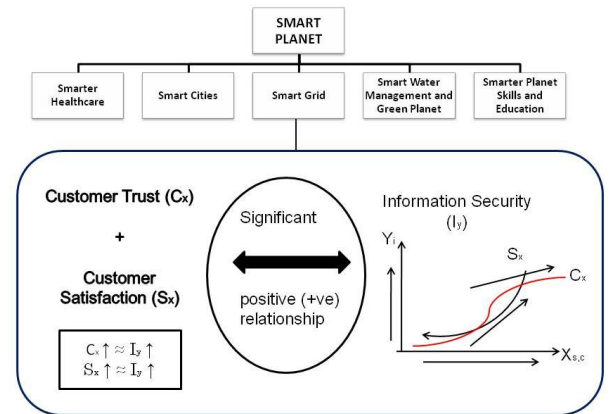 SMART
PLANET
Smarter
Healthcare
Smart Cities
Smart Grid
Smart Water
Management and
Green Planet
Smarter Planet
Skills and
Education
Customer Trust (Cx)
+
Customer
Satisfaction (Sx)
Cx ↑ ≈ Iy ↑
Sx ↑ ≈ Iy ↑
Significant
positive (+ve)
relationship
Information Security
(Iy)
Yi
Sx
Cx
Xs,c